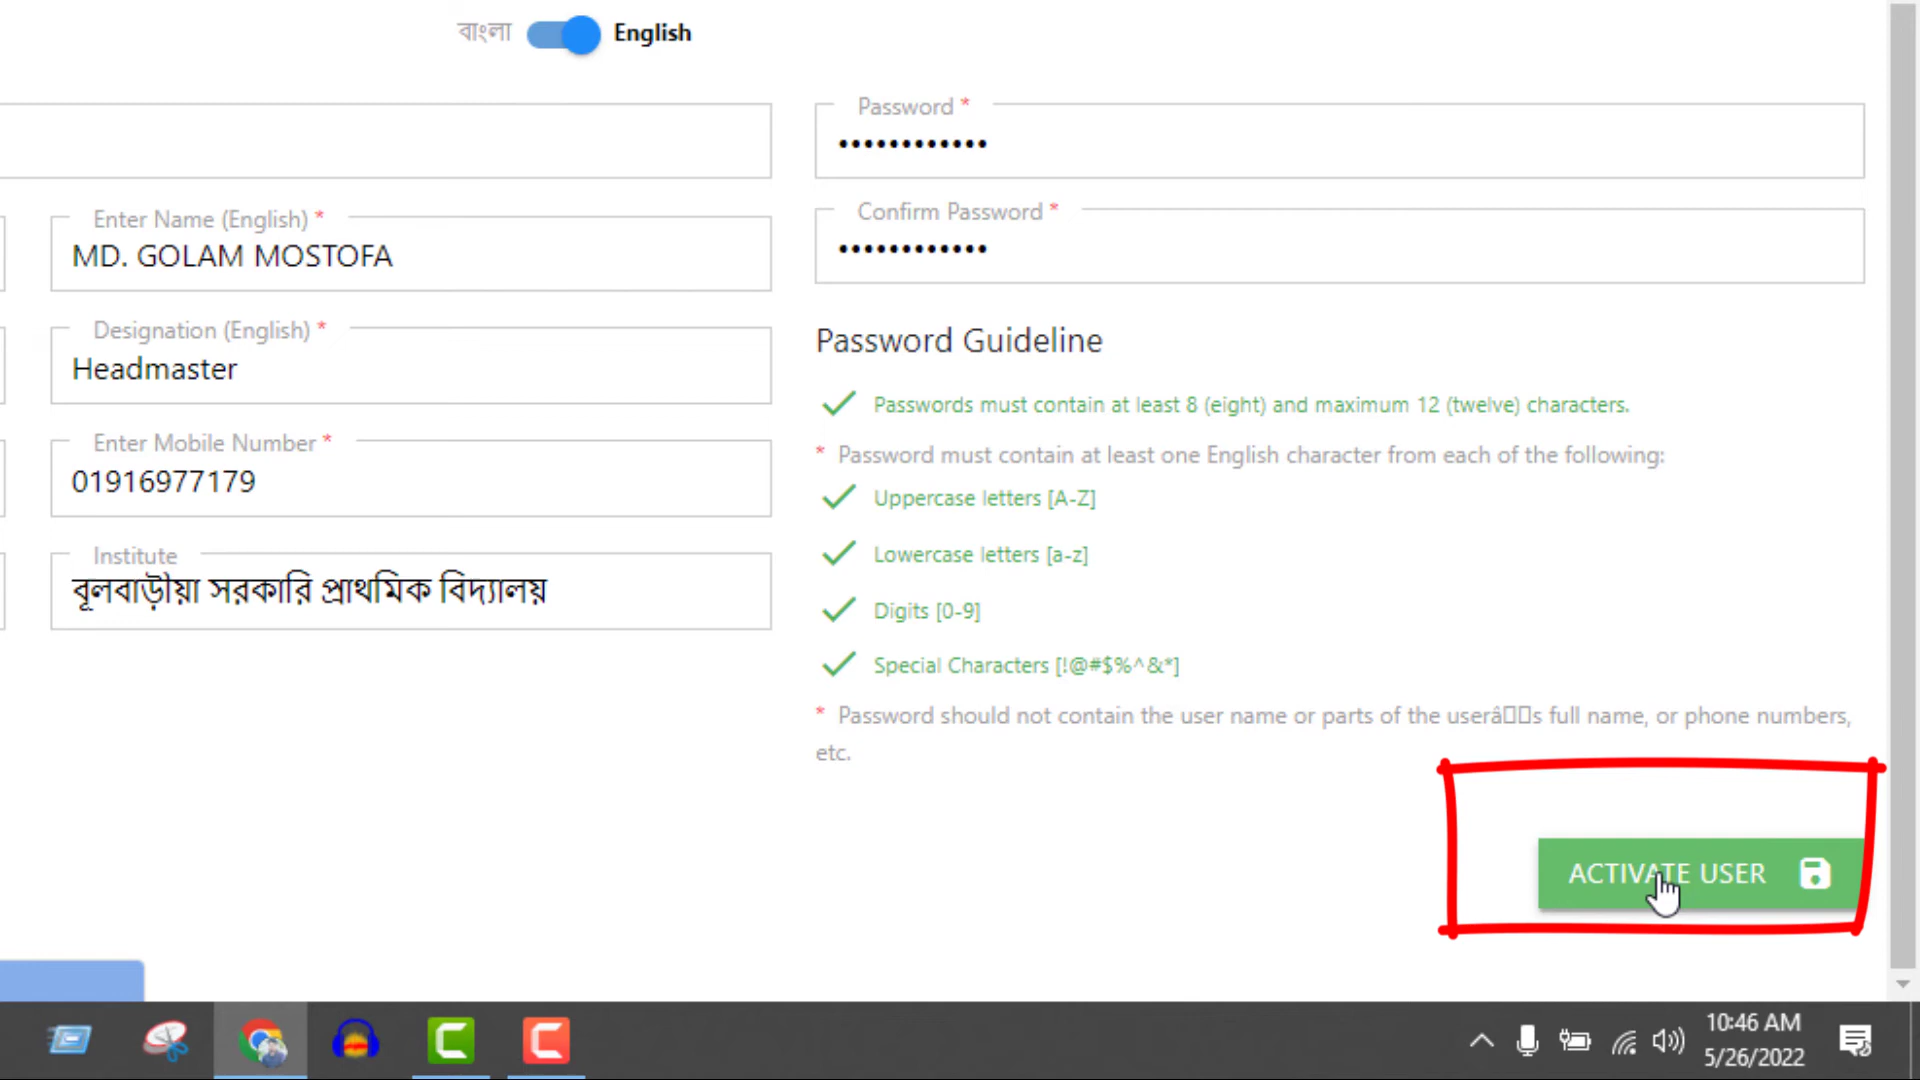 বাংলা English
Password *
••••••••••••
Enter Name (English) *
MD. GOLAM MOSTOFA
Confirm Password *
••••••••••••
Designation (English) *
Headmaster
Enter Mobile Number *
01916977179
Institute
বূলবাড়ীয়া সরকারি প্রাথমিক বিদ্যালয়
Password Guideline
Passwords must contain at least 8 (eight) and maximum 12 (twelve) characters.
* Password must contain at least one English character from each of the following:
Uppercase letters [A-Z]
Lowercase letters [a-z]
Digits [0-9]
Special Characters [!@#$%^&*]
* Password should not contain the user name or parts of the userâ□□s full name, or phone numbers,
etc.
ACTIVATE USER
10:46 AM
5/26/2022